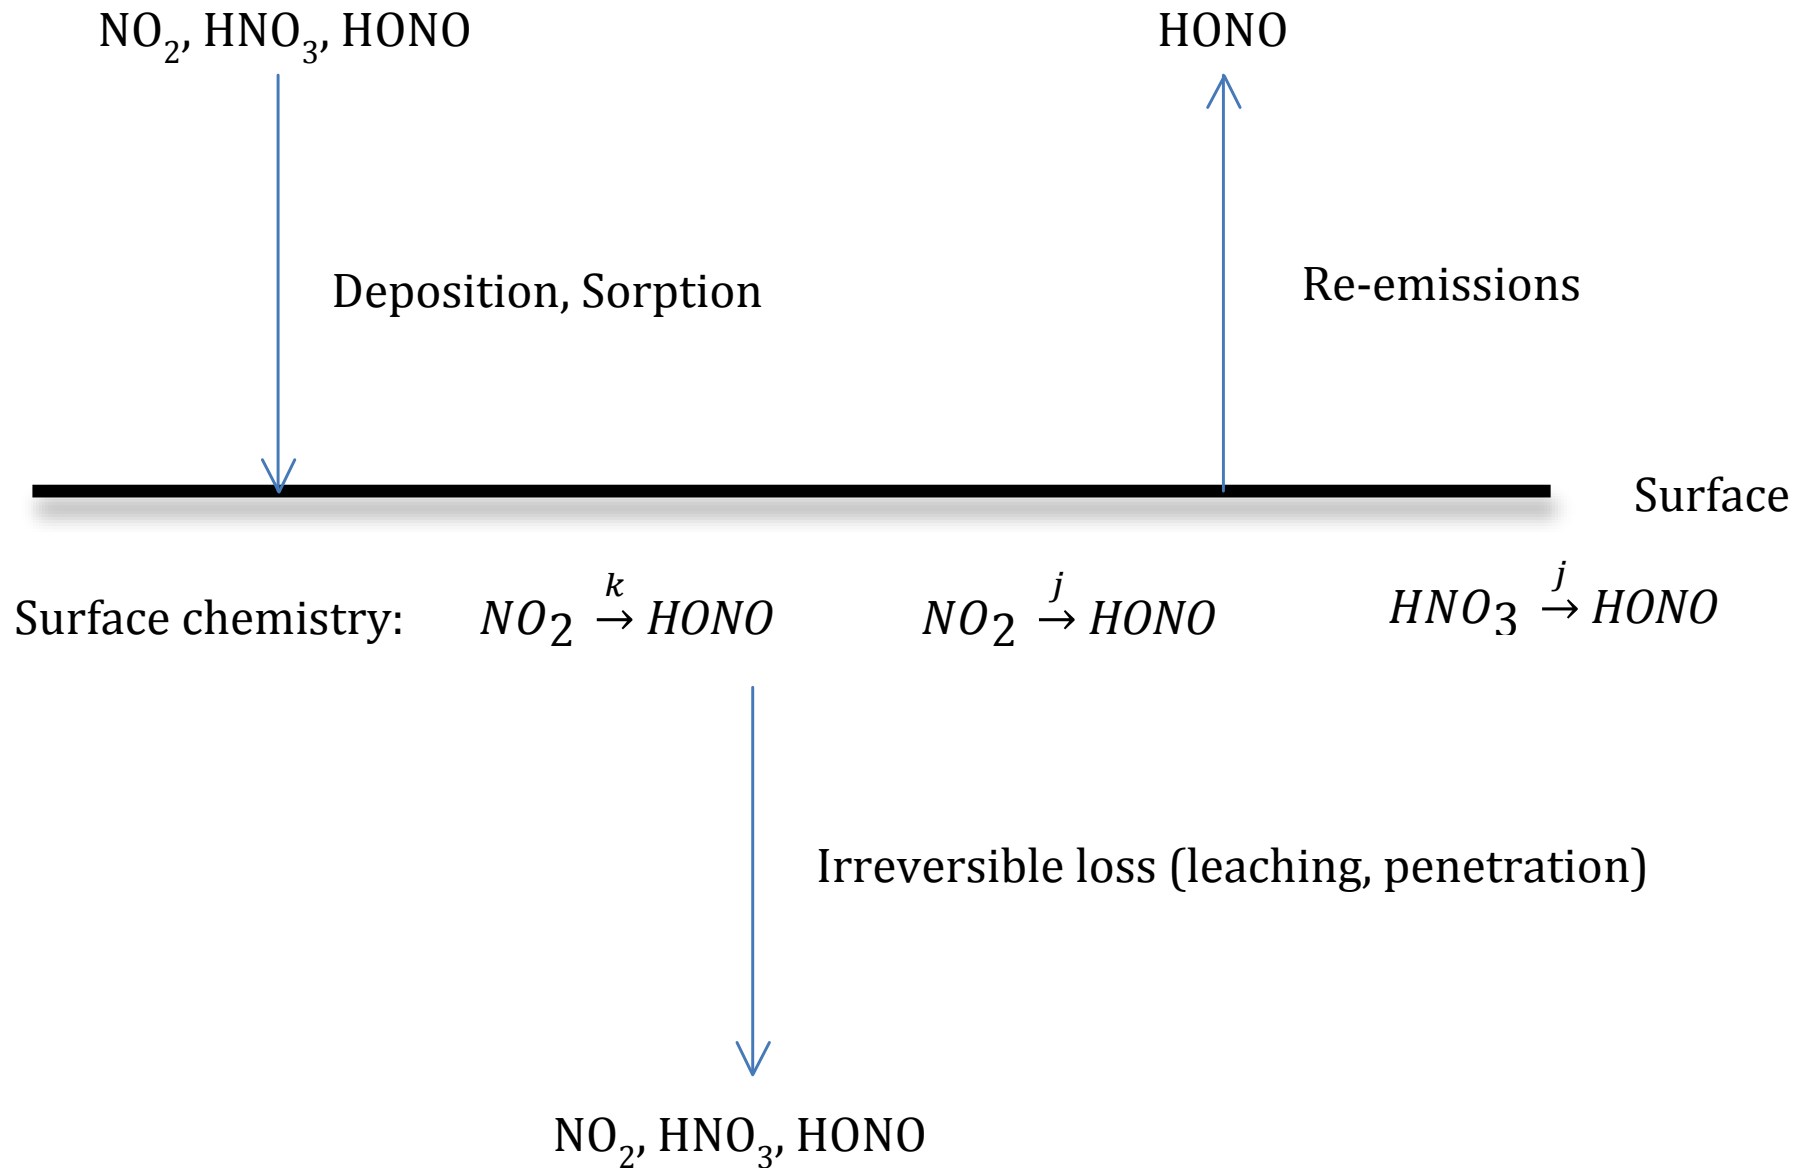 NO₂, HNO₃, HONO
HONO
Deposition, Sorption
Re-emissions
Surface
Surface chemistry: NO₂ →ᵏ HONO NO₂ →ʲ HONO HNO₃ →ʲ HONO
Irreversible loss (leaching, penetration)
NO₂, HNO₃, HONO